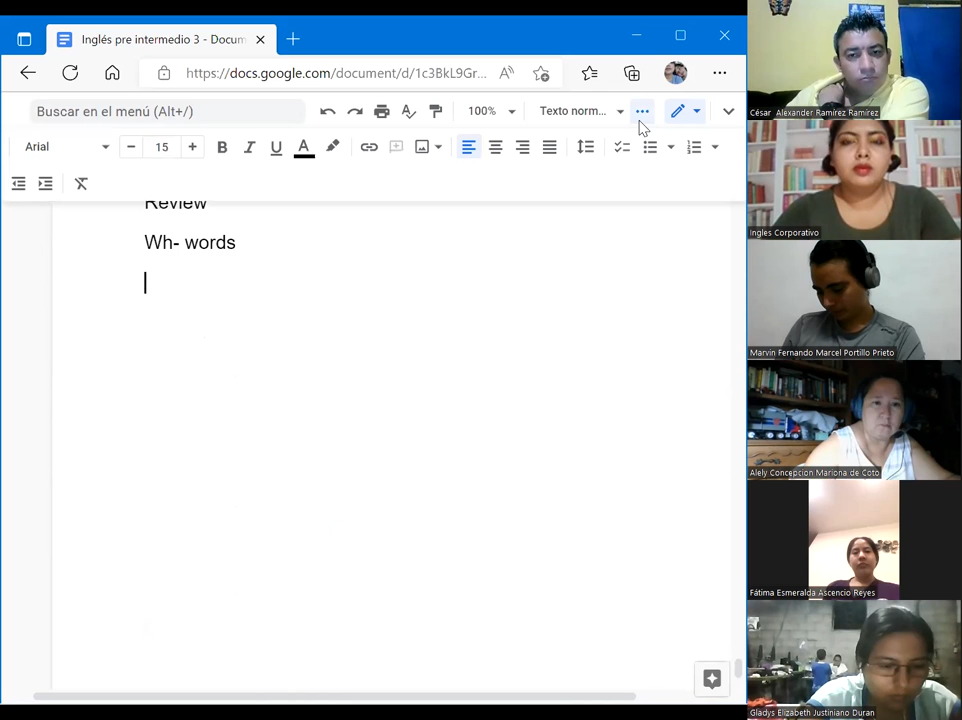 Inglés pre intermedio 3 - Docum
https://docs.google.com/document/d/1c3BkL9Gr...
Buscar en el menú (Alt+/)
100%
Texto norm...
Arial
15
B I U A
Review
Wh- words
César Alexander Ramírez Ramírez
Ingles Corporativo
Marvin Fernando Marcel Portillo Prieto
Alely Concepcion Mariona de Coto
Fátima Esmeralda Ascencio Reyes
Gladys Elizabeth Justiniano Duran